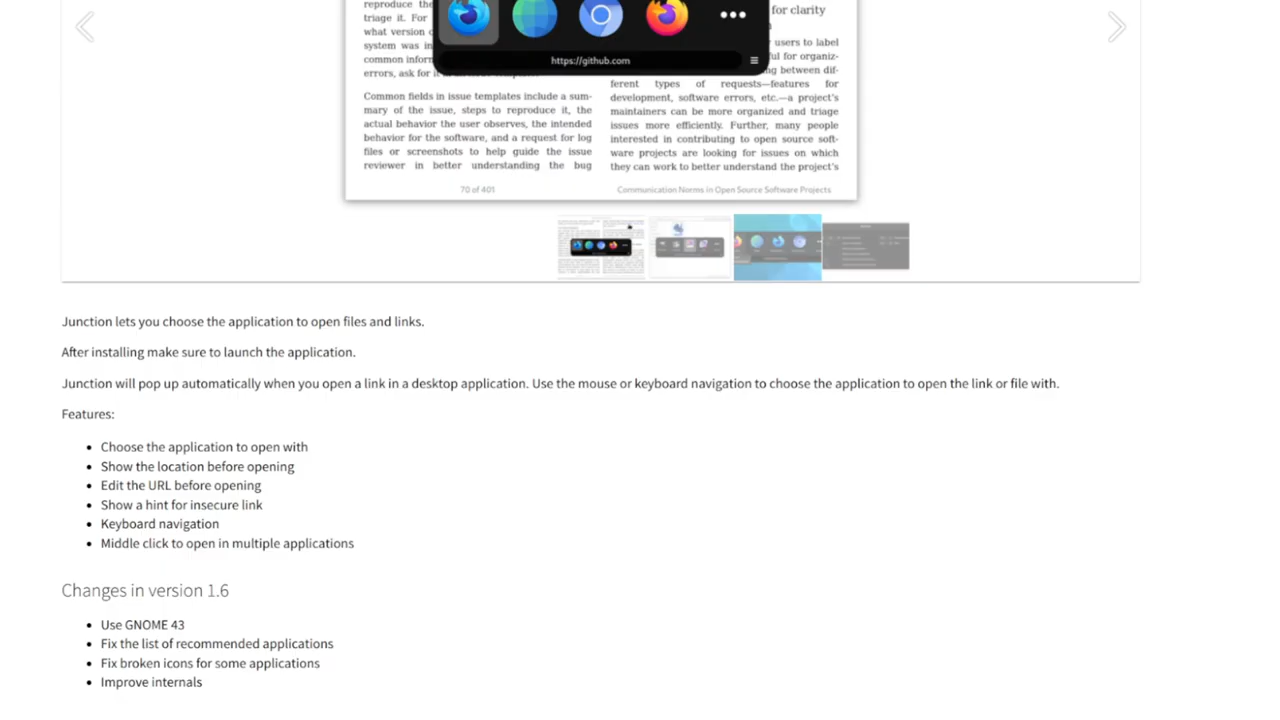 reproduce the
triage it. For
what version o
system was in
common inform
errors, ask for it
Common fields in issue templates include a sum-
mary of the issue, steps to reproduce it, the
actual behavior the user observes, the intended
behavior for the software, and a request for log
files or screenshots to help guide the issue
reviewer in better understanding the bug
https://github.com
for clarity
users to label
ful for organiz-
ng between dif-
ferent types of requests—features for
development, software errors, etc.—a project's
maintainers can be more organized and triage
issues more efficiently. Further, many people
interested in contributing to open source soft-
ware projects are looking for issues on which
they can work to better understand the project's
70 of 401
Communication Norms in Open Source Software Projects
Junction lets you choose the application to open files and links.
After installing make sure to launch the application.
Junction will pop up automatically when you open a link in a desktop application. Use the mouse or keyboard navigation to choose the application to open the link or file with.
Features:
Choose the application to open with
Show the location before opening
Edit the URL before opening
Show a hint for insecure link
Keyboard navigation
Middle click to open in multiple applications
Changes in version 1.6
Use GNOME 43
Fix the list of recommended applications
Fix broken icons for some applications
Improve internals